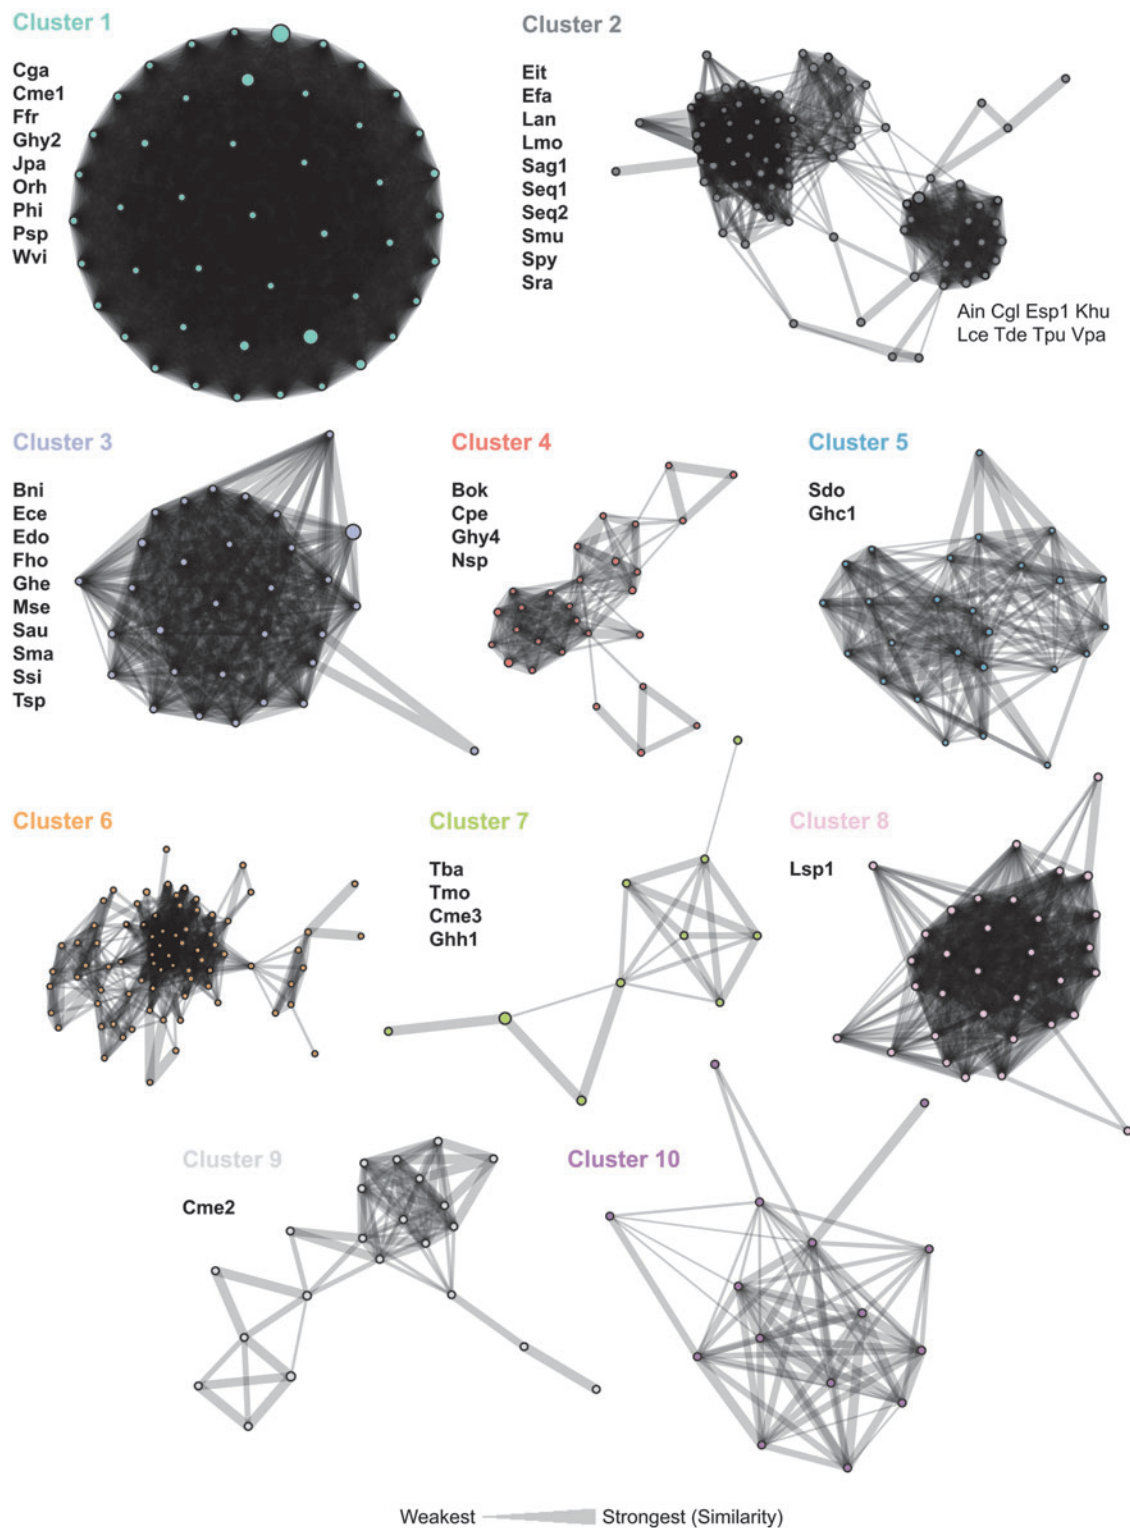 Cluster 1
Cga
Cme1
Ffr
Ghy2
Jpa
Orh
Phi
Psp
Wvi
Cluster 2
Eit
Efa
Lan
Lmo
Sag1
Seq1
Seq2
Smu
Spy
Sra
Ain Cgl Esp1 Khu
Lce Tde Tpu Vpa
Cluster 3
Bni
Ece
Edo
Fho
Ghe
Mse
Sau
Sma
Ssi
Tsp
Cluster 4
Bok
Cpe
Ghy4
Nsp
Cluster 5
Sdo
Ghc1
Cluster 6
Cluster 7
Tba
Tmo
Cme3
Ghh1
Cluster 8
Lsp1
Cluster 9
Cme2
Cluster 10
Weakest Strongest (Similarity)